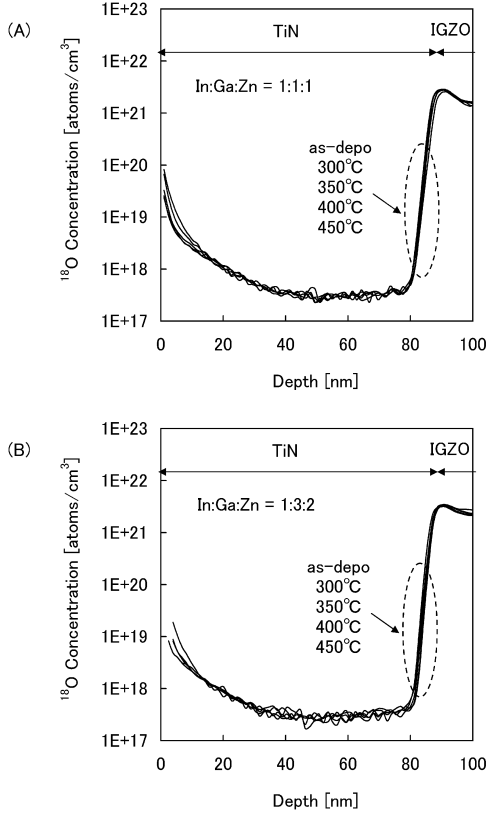 (A)
1E+23
TiN
IGZO
1E+22
In:Ga:Zn = 1:1:1
1E+21
as-depo
300℃
350℃
400℃
450℃
1E+20
1E+19
1E+18
1E+17
¹⁸O Concentration [atoms/cm³]
0 20 40 60 80 100
Depth [nm]
(B)
1E+23
TiN
IGZO
1E+22
In:Ga:Zn = 1:3:2
1E+21
as-depo
300℃
350℃
400℃
450℃
1E+20
1E+19
1E+18
1E+17
¹⁸O Concentration [atoms/cm³]
0 20 40 60 80 100
Depth [nm]